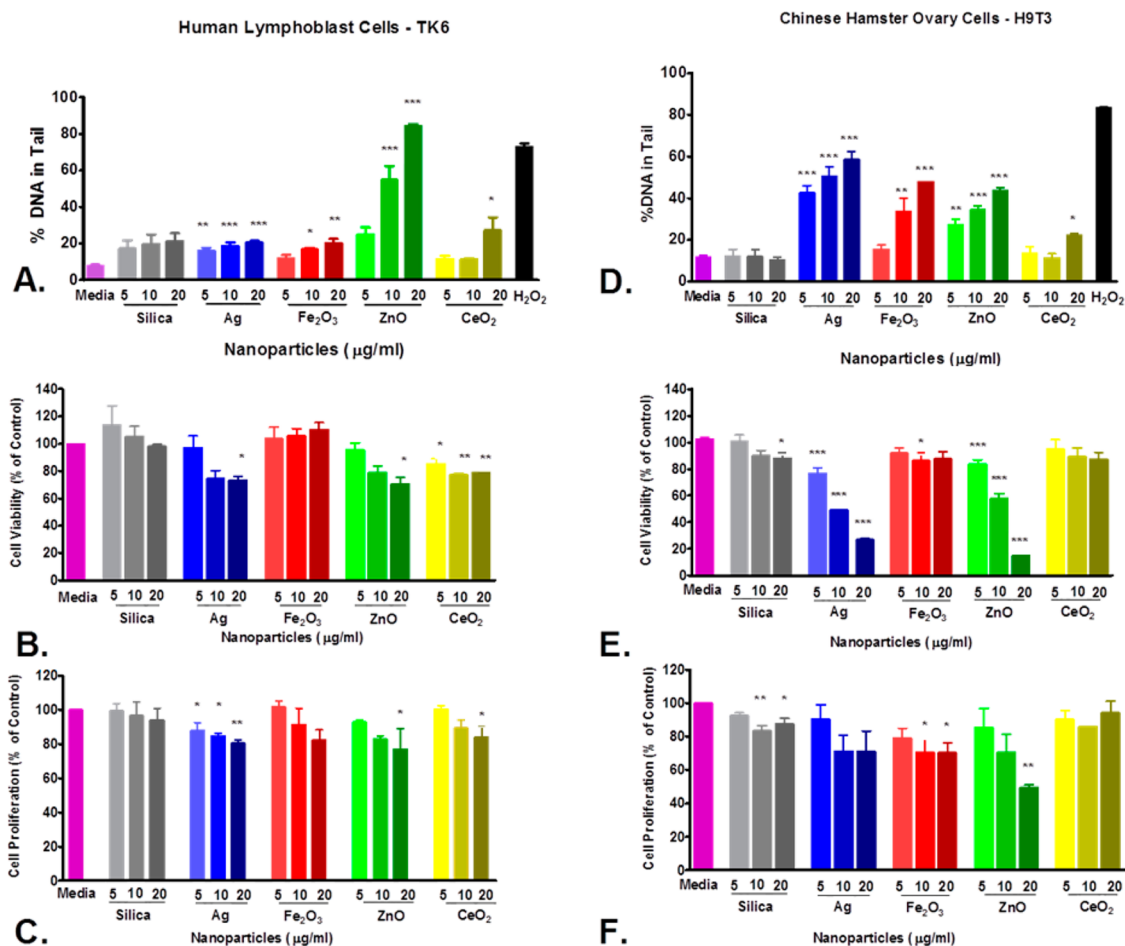 Human Lymphoblast Cells - TK6
Chinese Hamster Ovary Cells - H9T3
% DNA in Tail
100
80
60
40
20
0
** *** *** * ** *** *** *
Media 5 10 20 5 10 20 5 10 20 5 10 20 5 10 20 H₂O₂
Silica Ag Fe₂O₃ ZnO CeO₂
Nanoparticles ( μg/ml)
A.
%DNA in Tail
100
80
60
40
20
0
*** *** *** ** *** ** *** *** *
Media 5 10 20 5 10 20 5 10 20 5 10 20 5 10 20 H₂O₂
Silica Ag Fe₂O₃ ZnO CeO₂
Nanoparticles (μg/ml)
D.
Cell Viability (% of Control)
140
120
100
80
60
40
20
0
* * * ** **
Media 5 10 20 5 10 20 5 10 20 5 10 20 5 10 20
Silica Ag Fe₂O₃ ZnO CeO₂
Nanoparticles (μg/ml)
B.
Cell Viability (% of Control)
140
120
100
80
60
40
20
0
* *** *** *** * *** *** ***
Media 5 10 20 5 10 20 5 10 20 5 10 20 5 10 20
Silica Ag Fe₂O₃ ZnO CeO₂
Nanoparticles (μg/ml)
E.
Cell Proliferation (% of Control)
120
100
80
60
40
20
0
* * ** * *
Media 5 10 20 5 10 20 5 10 20 5 10 20 5 10 20
Silica Ag Fe₂O₃ ZnO CeO₂
Nanoparticles (μg/ml)
C.
Cell Proliferation (% of Control)
120
100
80
60
40
20
0
** * * * **
Media 5 10 20 5 10 20 5 10 20 5 10 20 5 10 20
Silica Ag Fe₂O₃ ZnO CeO₂
Nanoparticles (μg/ml)
F.